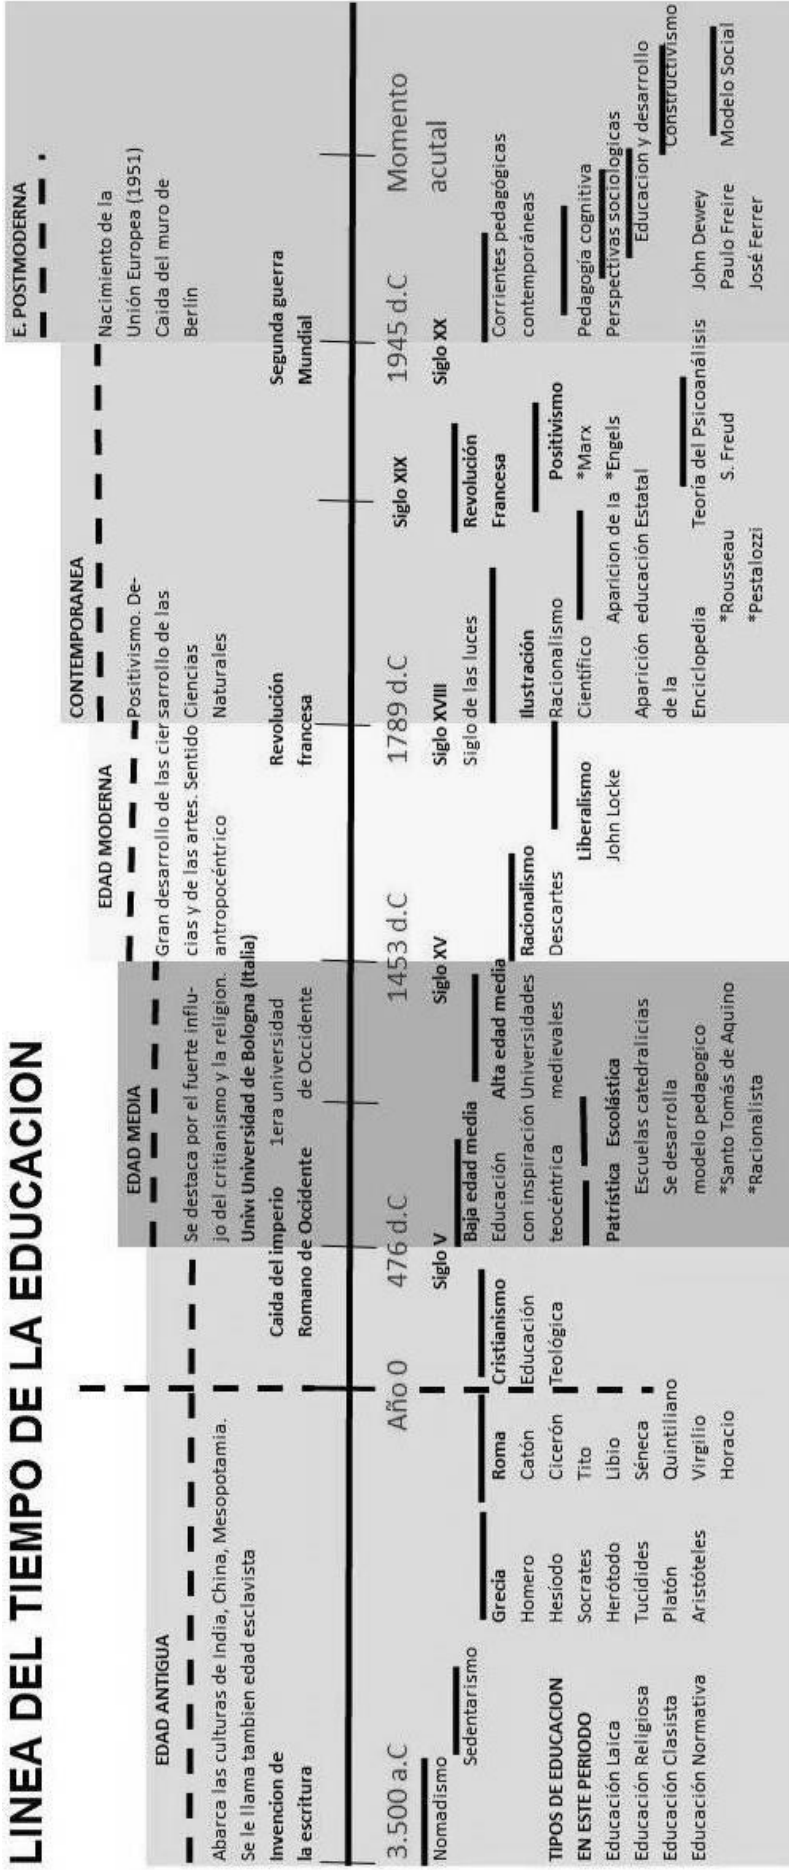 LINEA DEL TIEMPO DE LA EDUCACION
EDAD ANTIGUA
Abarca las culturas de India, China, Mesopotamia.
Se le llama tambien edad esclavista
Invencion de
la escritura
3.500 a.C
Nomadismo
Sedentarismo
TIPOS DE EDUCACION
EN ESTE PERIODO
Educación Laica
Educación Religiosa
Educación Clasista
Educación Normativa
Grecia
Homero
Hesíodo
Socrates
Herótodo
Tucídides
Platón
Aristóteles
Roma
Catón
Cicerón
Tito
Libio
Séneca
Quintiliano
Virgilio
Horacio
Año 0
Cristianismo
Educación
Teológica
Caida del imperio
Romano de Occidente
476 d.C
Siglo V
EDAD MEDIA
Se destaca por el fuerte influ-
jo del critianismo y la religion.
Unive Universidad de Bologna (Italia)
1era universidad
de Occidente
Baja edad media
Educación
con inspiración
teocéntrica
Alta edad media
Universidades
medievales
Patrística
Escolástica
Escuelas catedralicias
Se desarrolla
modelo pedagogico
*Santo Tomás de Aquino
*Racionalista
1453 d.C
Siglo XV
EDAD MODERNA
Gran desarrollo de las cien
cias y de las artes. Sentido
antropocéntrico
Racionalismo
Descartes
Liberalismo
John Locke
Revolución
francesa
1789 d.C
Siglo XVIII
CONTEMPORANEA
Positivismo. De-
sarrollo de las
Ciencias
Naturales
Siglo de las luces
Ilustración
Racionalismo
Científico
Aparición
de la
Enciclopedia
Aparicion de la
educación Estatal
*Rousseau
*Pestalozzi
Siglo XIX
Revolución
Francesa
Positivismo
*Marx
*Engels
Teoría del Psicoanálisis
S. Freud
Segunda guerra
Mundial
1945 d.C
Siglo XX
E. POSTMODERNA
Nacimiento de la
Unión Europea (1951)
Caida del muro de
Berlín
Momento
acutal
Corrientes pedagógicas
contemporáneas
Pedagogía cognitiva
Perspectivas sociologicas
Educacion y desarrollo
Constructivismo
John Dewey
Paulo Freire
José Ferrer
Modelo Social